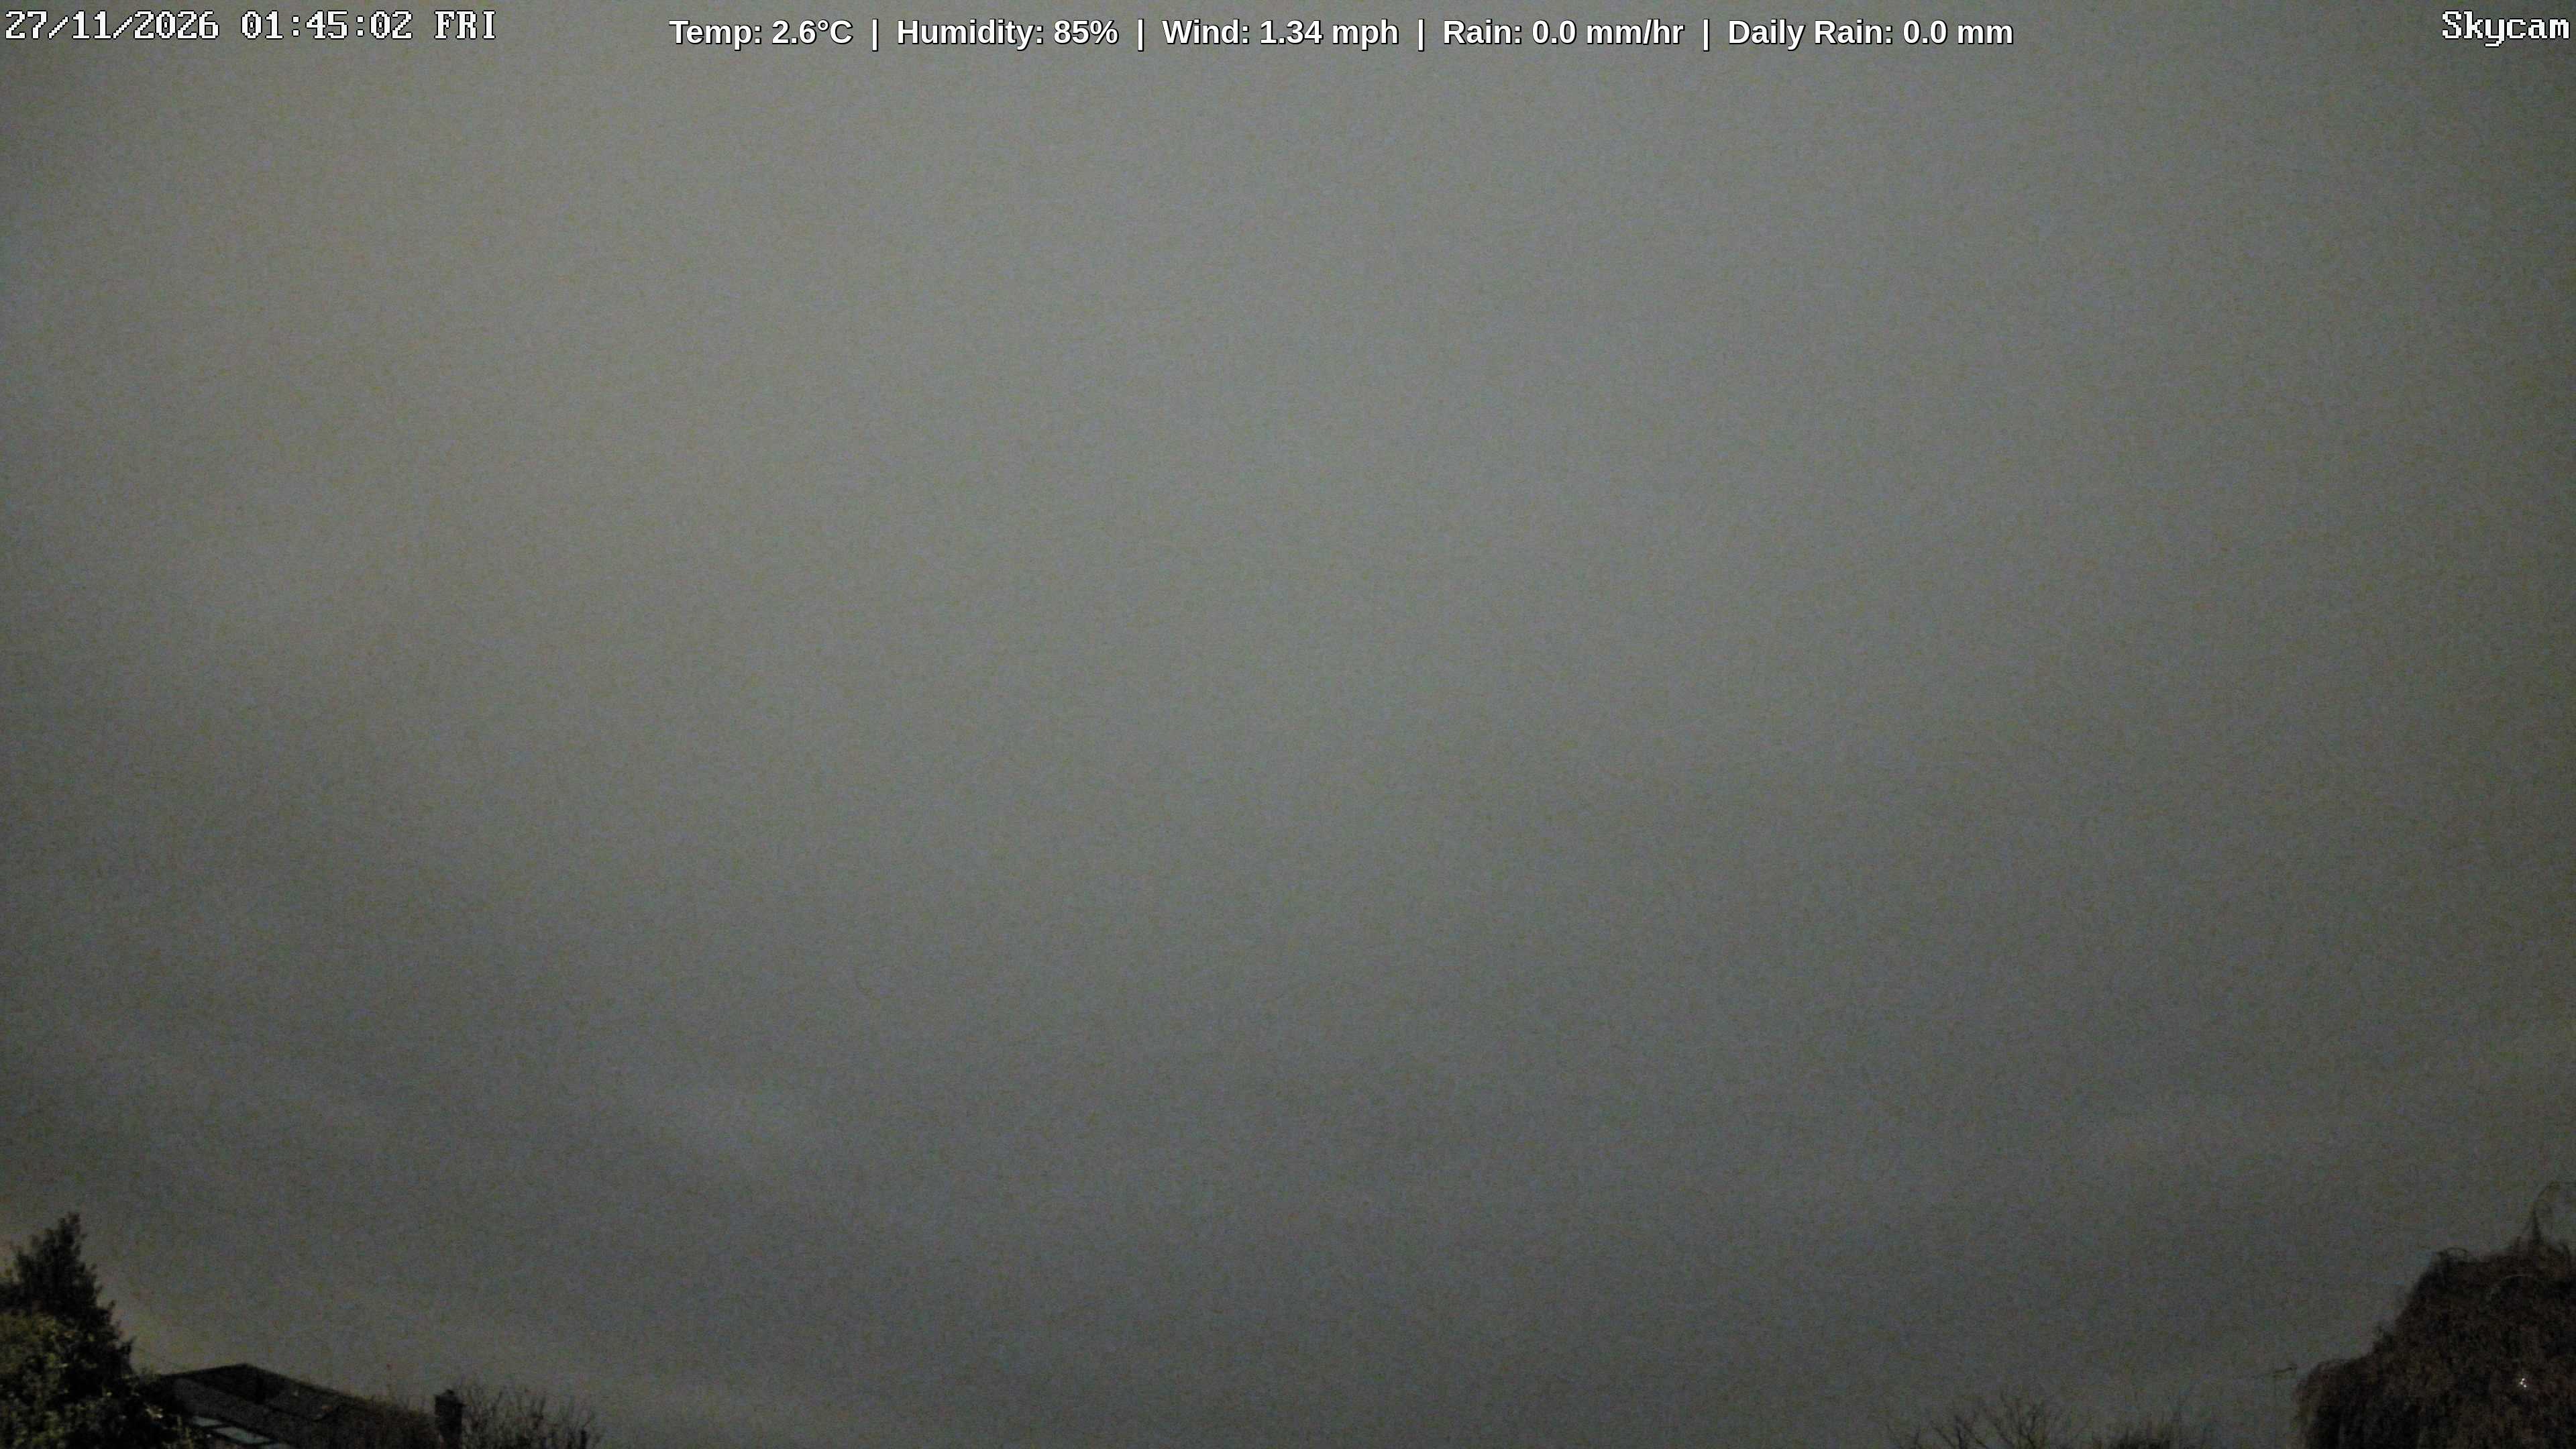 27/11/2026 01:45:02 FRI
Temp: 2.6°C | Humidity: 85% | Wind: 1.34 mph | Rain: 0.0 mm/hr | Daily Rain: 0.0 mm
Skycam